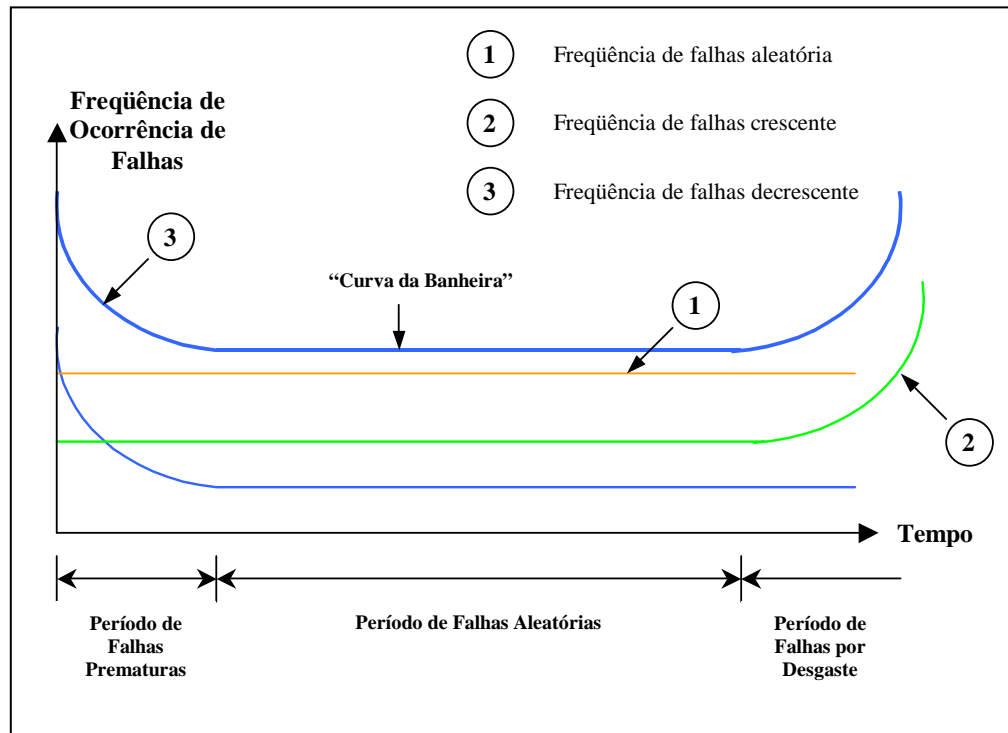 1 Freqüência de falhas aleatória
Freqüência de
Ocorrência de
Falhas
2 Freqüência de falhas crescente
3 Freqüência de falhas decrescente
3
“Curva da Banheira”
1
2
Tempo
Período de
Falhas
Prematuras
Período de Falhas Aleatórias
Período de
Falhas por
Desgaste